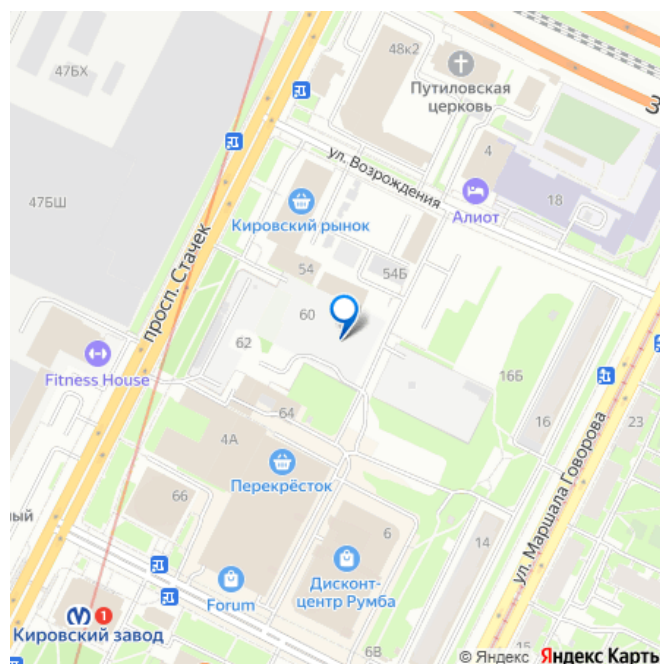 48к2
47БХ
Путиловская
церковь
З
4
ул. Возрождения
18
47БШ
Алиот
Кировский рынок
просп. Стачек
54
54Б
60
62
Fitness House
16Б
64
16
23
4А
ул. Маршала Говорова
Перекрёсток
66
ный
6
14
Дисконт-
центр Румба
Forum
1
Кировский завод
6В
15
© Яндекс Яндекс Карть